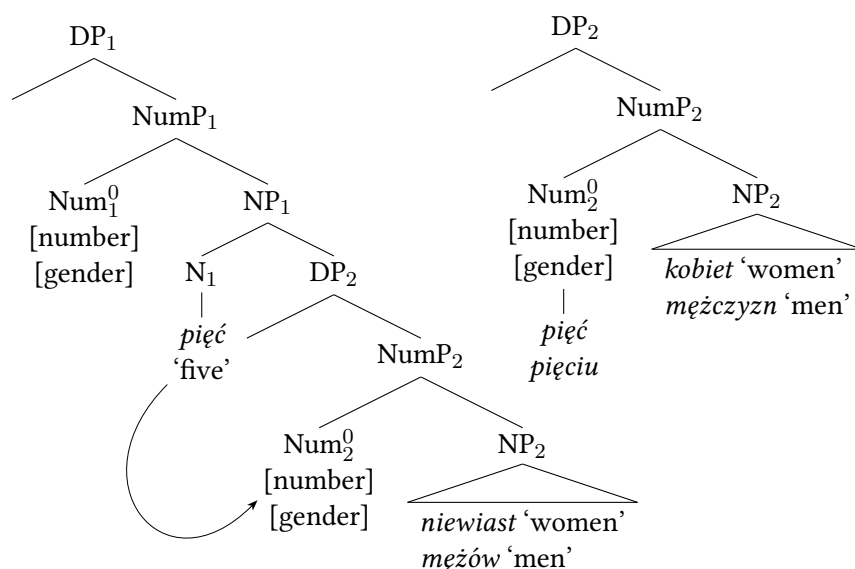 DP₁
NumP₁
Num⁰₁
[number]
[gender]
NP₁
N₁
pięć
‘five’
DP₂
NumP₂
Num⁰₂
[number]
[gender]
NP₂
niewiast ‘women’
mężów ‘men’
DP₂
NumP₂
Num⁰₂
[number]
[gender]
pięć
pięciu
NP₂
kobiet ‘women’
mężczyzn ‘men’